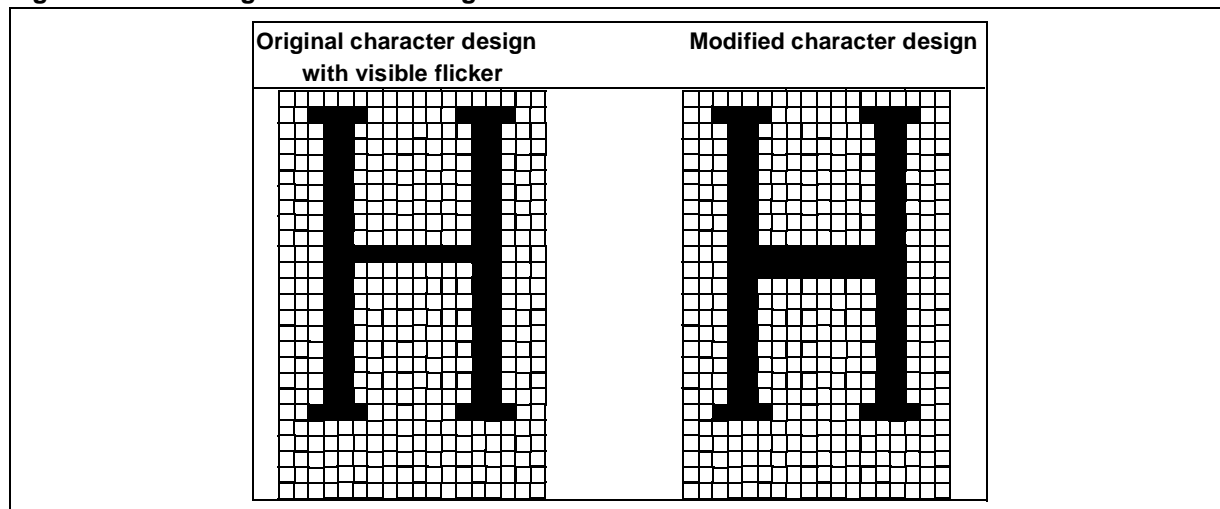 Original character design
with visible flicker
Modified character design
H
H